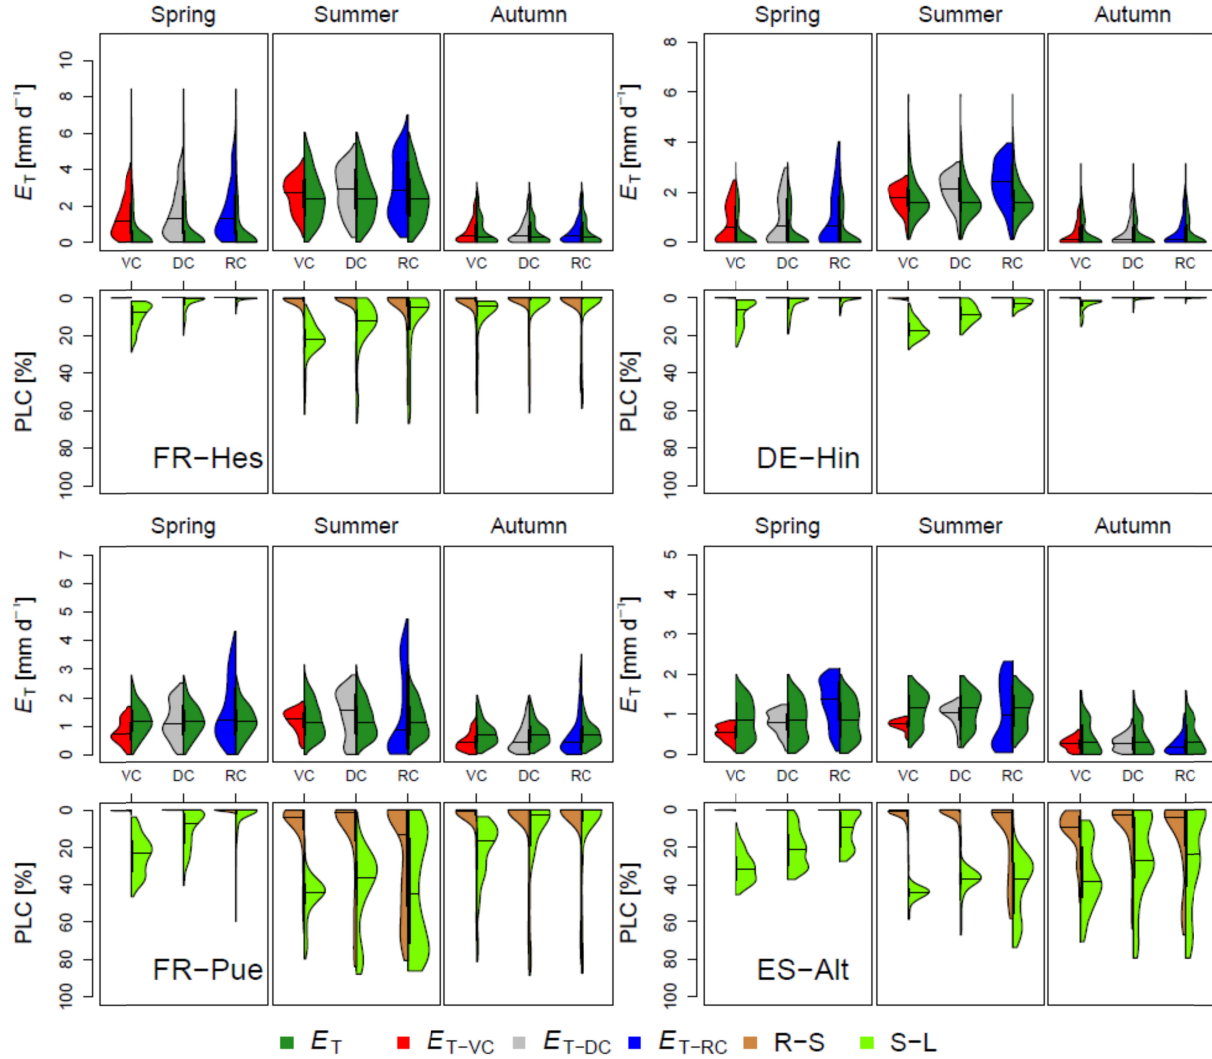 Spring Summer Autumn Spring Summer Autumn
E_T [mm d⁻¹] 0 2 4 6 8 10 E_T [mm d⁻¹] 0 2 4 6 8
VC DC RC VC DC RC VC DC RC VC DC RC VC DC RC VC DC RC
PLC [%] 0 20 40 60 80 100 PLC [%] 0 20 40 60 80 100
FR−Hes DE−Hin
Spring Summer Autumn Spring Summer Autumn
E_T [mm d⁻¹] 0 1 2 3 4 5 6 7 E_T [mm d⁻¹] 0 1 2 3 4 5
VC DC RC VC DC RC VC DC RC VC DC RC VC DC RC VC DC RC
PLC [%] 0 20 40 60 80 100 PLC [%] 0 20 40 60 80 100
FR−Pue ES−Alt
E_T E_T−VC E_T−DC E_T−RC R−S S−L